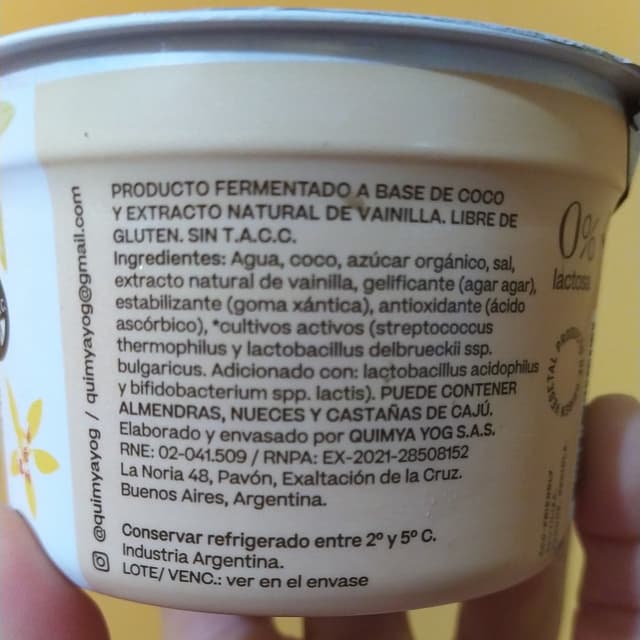 PRODUCTO FERMENTADO A BASE DE COCO
Y EXTRACTO NATURAL DE VAINILLA. LIBRE DE
GLUTEN. SIN T.A.C.C.
Ingredientes: Agua, coco, azúcar orgánico, sal,
extracto natural de vainilla, gelificante (agar agar),
estabilizante (goma xántica), antioxidante (ácido
ascórbico), *cultivos activos (streptococcus
thermophilus y lactobacillus delbrueckii ssp.
bulgaricus. Adicionado con: lactobacillus acidophilus
y bifidobacterium spp. lactis). PUEDE CONTENER
ALMENDRAS, NUECES Y CASTAÑAS DE CAJÚ.
Elaborado y envasado por QUIMYA YOG S.A.S.
RNE: 02-041.509 / RNPA: EX-2021-28508152
La Noria 48, Pavón, Exaltación de la Cruz.
Buenos Aires, Argentina.
Conservar refrigerado entre 2º y 5º C.
Industria Argentina.
LOTE/ VENC.: ver en el envase
@quimyayog / quimyayog@gmail.com
0%
lactosa